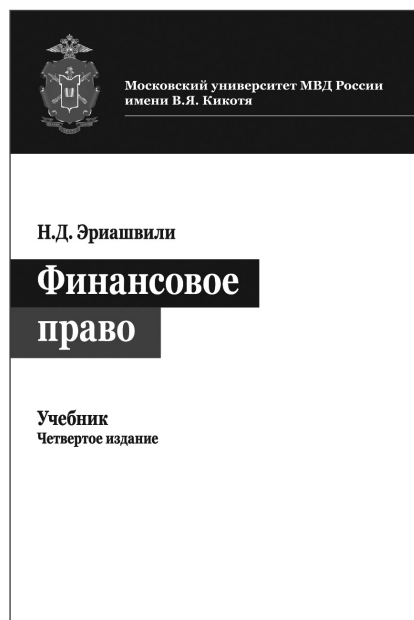 Московский университет МВД России
имени В.Я. Кикотя
Н.Д. Эриашвили
Финансовое
право
Учебник
Четвертое издание